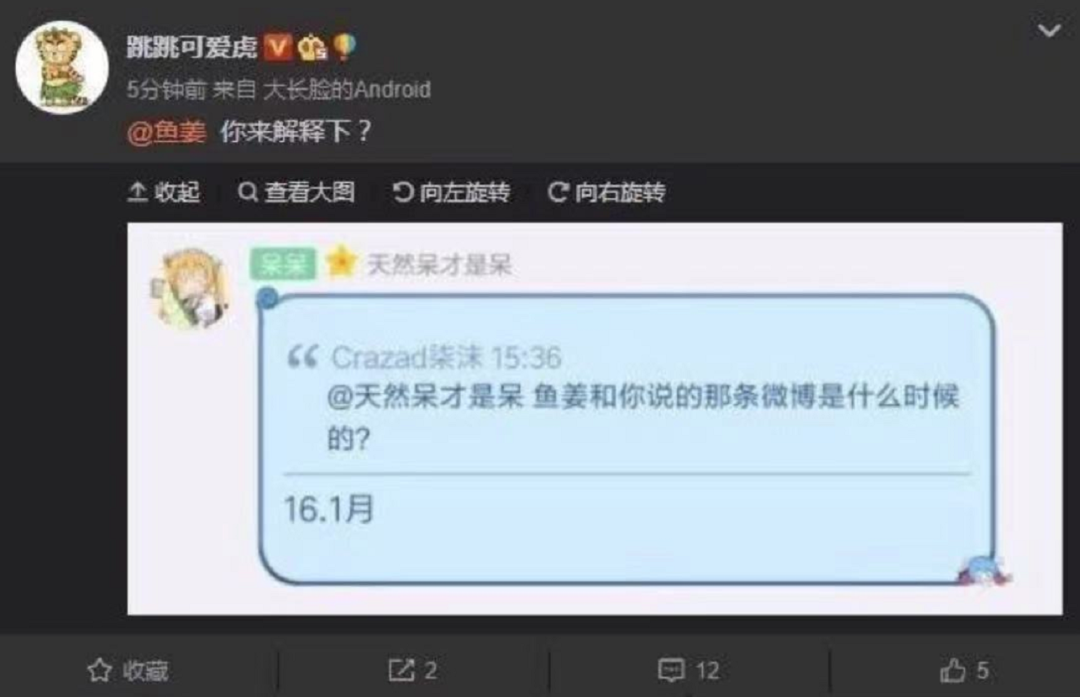 跳跳可爱虎
5分钟前 来自 大长脸的Android
@鱼姜 你来解释下？
收起 查看大图 向左旋转 向右旋转
呆呆 天然呆才是呆
“ Crazad柒沫 15:36
@天然呆才是呆 鱼姜和你说的那条微博是什么时候
的?
16.1月
收藏 2 12 5